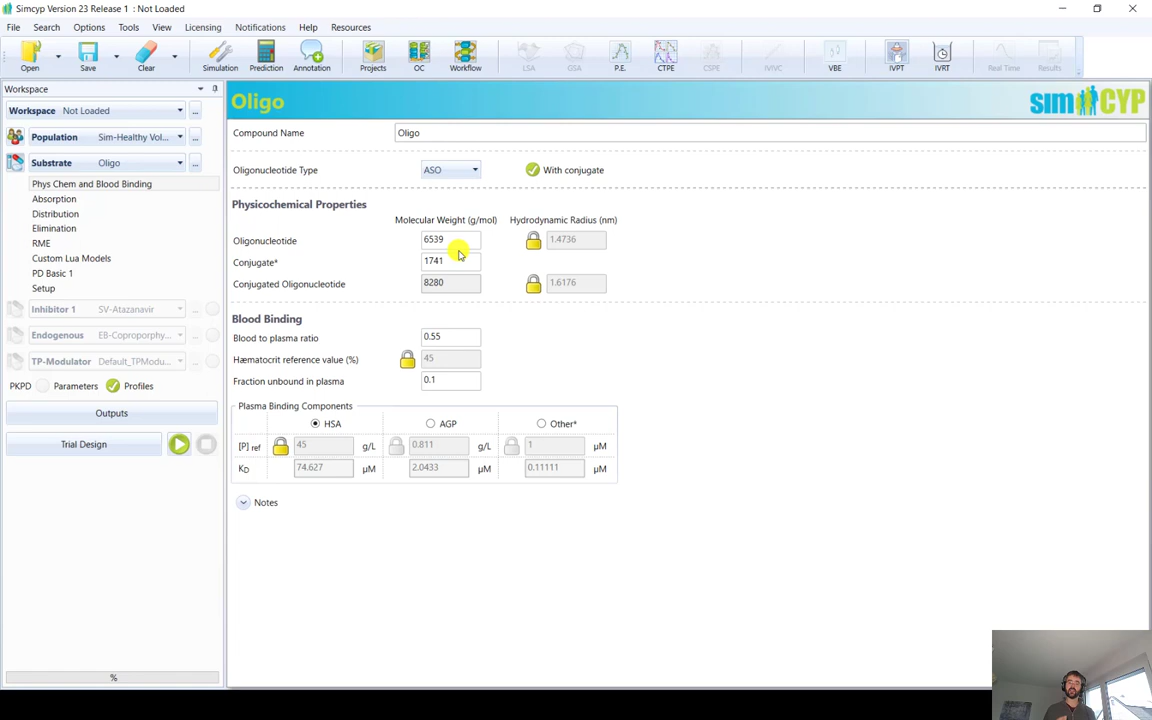 Simcyp Version 23 Release 1 : Not Loaded
File Search Options Tools View Licensing Notifications Help Resources
Open Save Clear Simulation Prediction Annotation Projects OC Workflow LSA GSA P.E. CTPE CSPE IVIVC VBE IVPT IVRT Real Time Results
Workspace
Workspace Not Loaded ...
Population Sim-Healthy Vol... ...
Substrate Oligo ...
Phys Chem and Blood Binding
Absorption
Distribution
Elimination
RME
Custom Lua Models
PD Basic 1
Setup
Inhibitor 1 SV-Atazanavir ...
Endogenous EB-Coproporphy... ...
TP-Modulator Default_TPModu... ...
PKPD Parameters Profiles
Outputs
Trial Design
%
Oligo
simCYP
Compound Name Oligo
Oligonucleotide Type ASO With conjugate
Physicochemical Properties
Molecular Weight (g/mol) Hydrodynamic Radius (nm)
Oligonucleotide 6539 1.4736
Conjugate* 1741
Conjugated Oligonucleotide 8280 1.6176
Blood Binding
Blood to plasma ratio 0.55
Hæmatocrit reference value (%) 45
Fraction unbound in plasma 0.1
Plasma Binding Components
HSA AGP Other*
[P] ref 45 g/L 0.811 g/L 1 µM
KD 74.627 µM 2.0433 µM 0.11111 µM
Notes